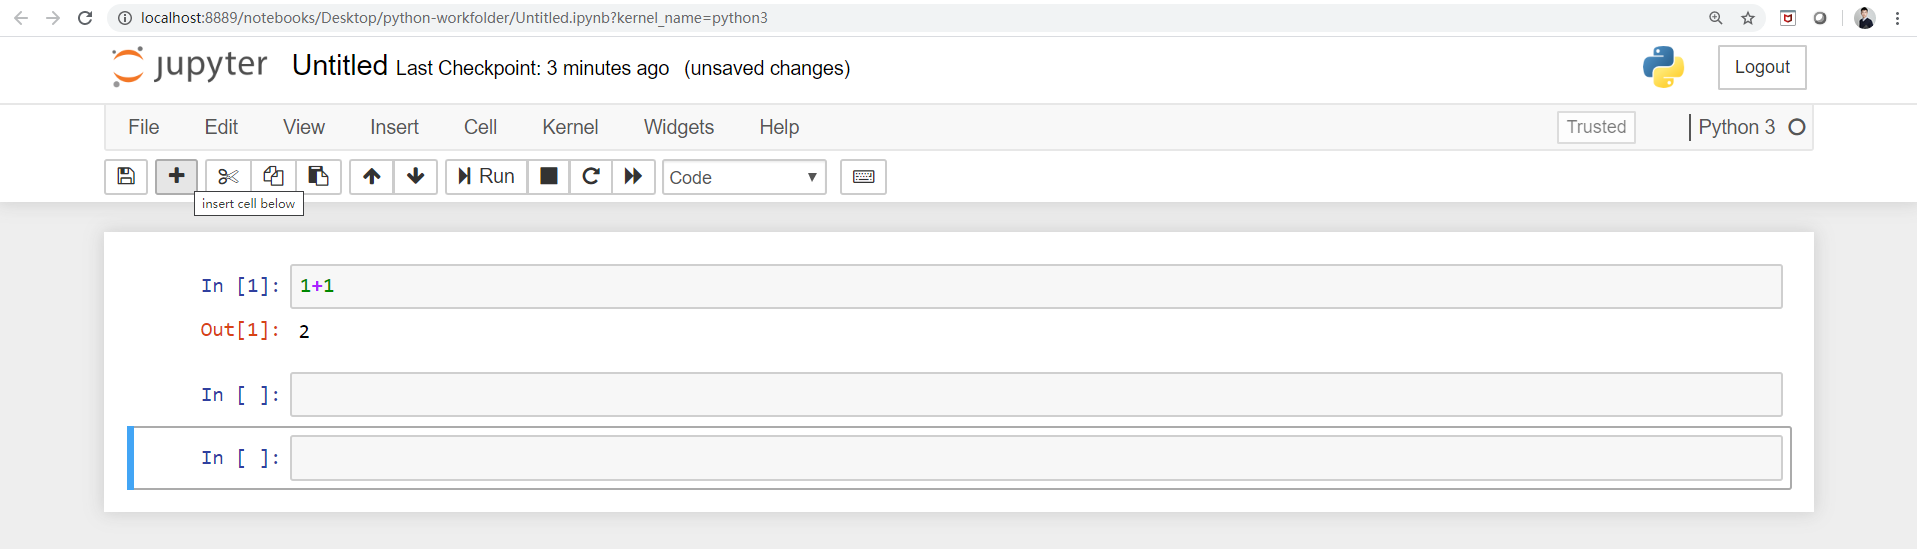 localhost:8889/notebooks/Desktop/python-workfolder/Untitled.ipynb?kernel_name=python3
jupyter Untitled Last Checkpoint: 3 minutes ago (unsaved changes) Logout
File Edit View Insert Cell Kernel Widgets Help Trusted Python 3
Run Code
insert cell below
In [1]: 1+1
Out[1]: 2
In [ ]:
In [ ]: